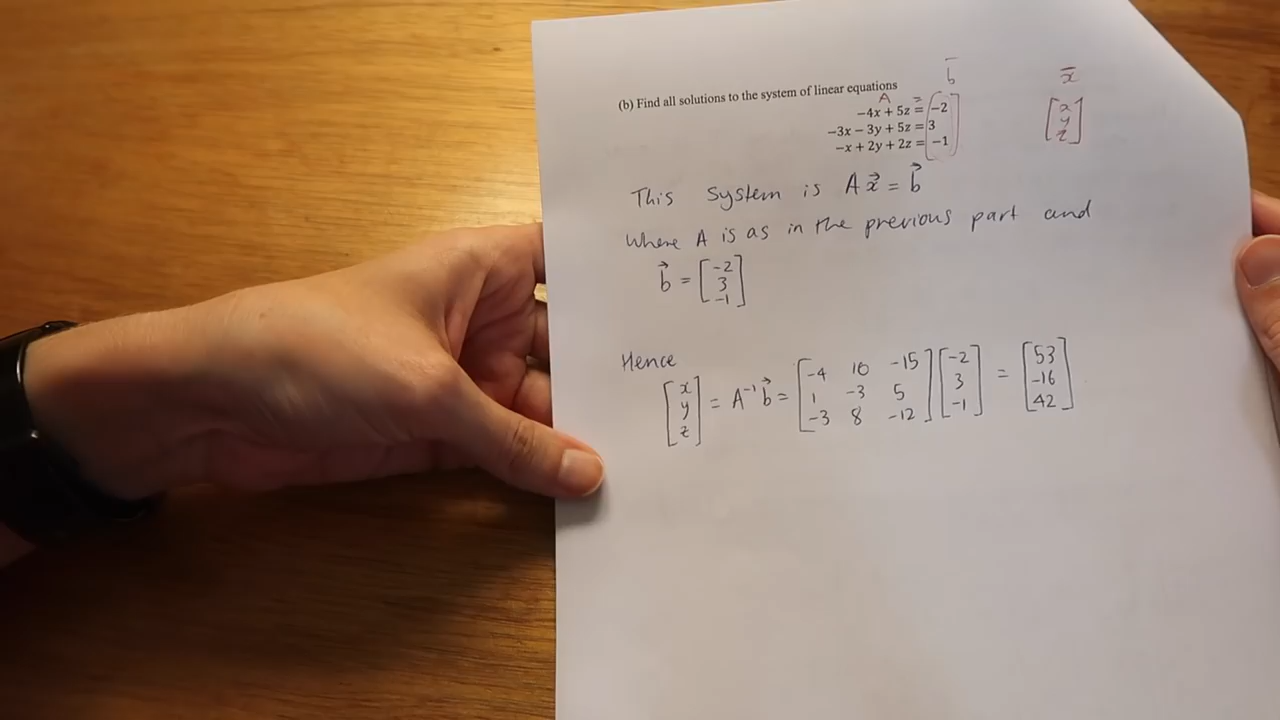 b̄ x̄
(b) Find all solutions to the system of linear equations
A
-4x + 5z = -2
-3x - 3y + 5z = 3
-x + 2y + 2z = -1
[x y z]
This system is A x⃗ = b⃗
Where A is as in the previous part and
b⃗ = [-2 3 -1]
Hence
[x y z] = A⁻¹ b⃗ = [-4 10 -15 1 -3 5 -3 8 -12] [-2 3 -1] = [53 -16 42]